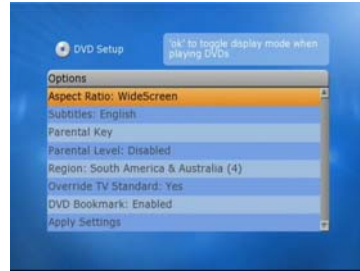 DVD Setup
'ok' to toggle display mode when
playing DVDs
Options
Aspect Ratio: WideScreen
Subtitles: English
Parental Key
Parental Level: Disabled
Region: South America & Australia (4)
Override TV Standard: Yes
DVD Bookmark: Enabled
Apply Settings